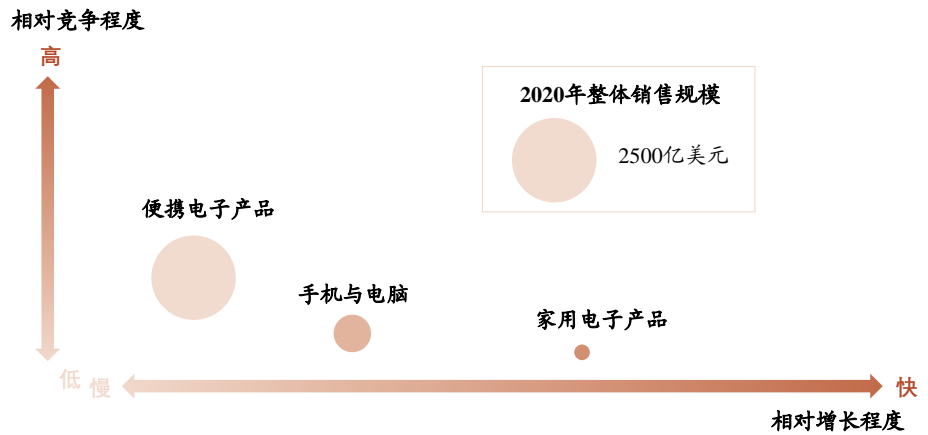 相对竞争程度
高
2020年整体销售规模
2500亿美元
便携电子产品
手机与电脑
家用电子产品
低
慢
快
相对增长程度